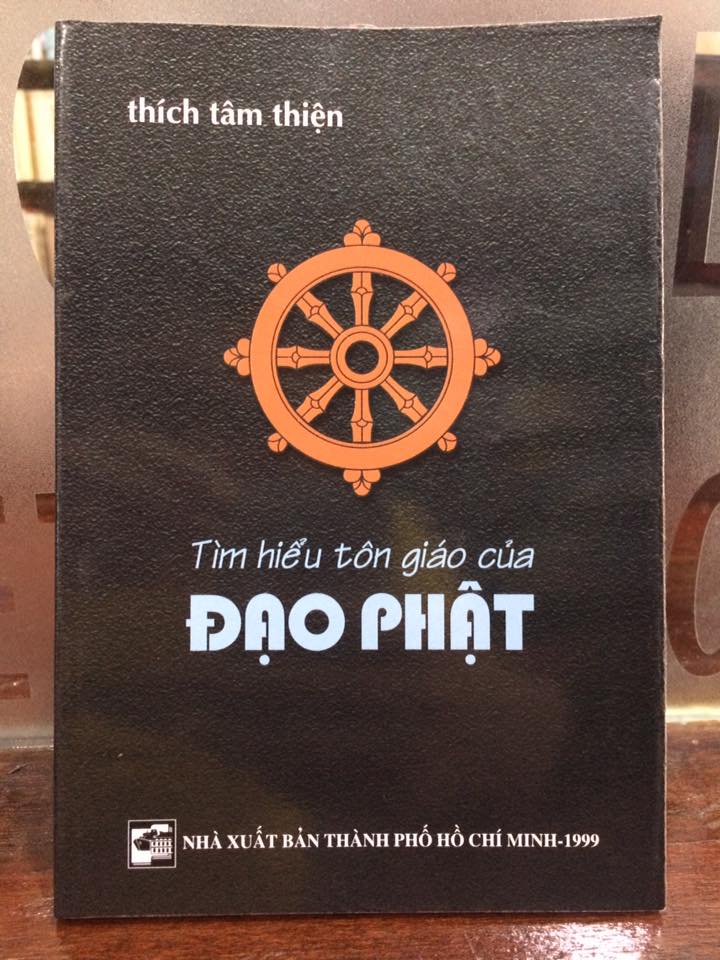 thích tâm thiện
Tìm hiểu tôn giáo của
ĐẠO PHẬT
NHÀ XUẤT BẢN THÀNH PHỐ HỒ CHÍ MINH-1999